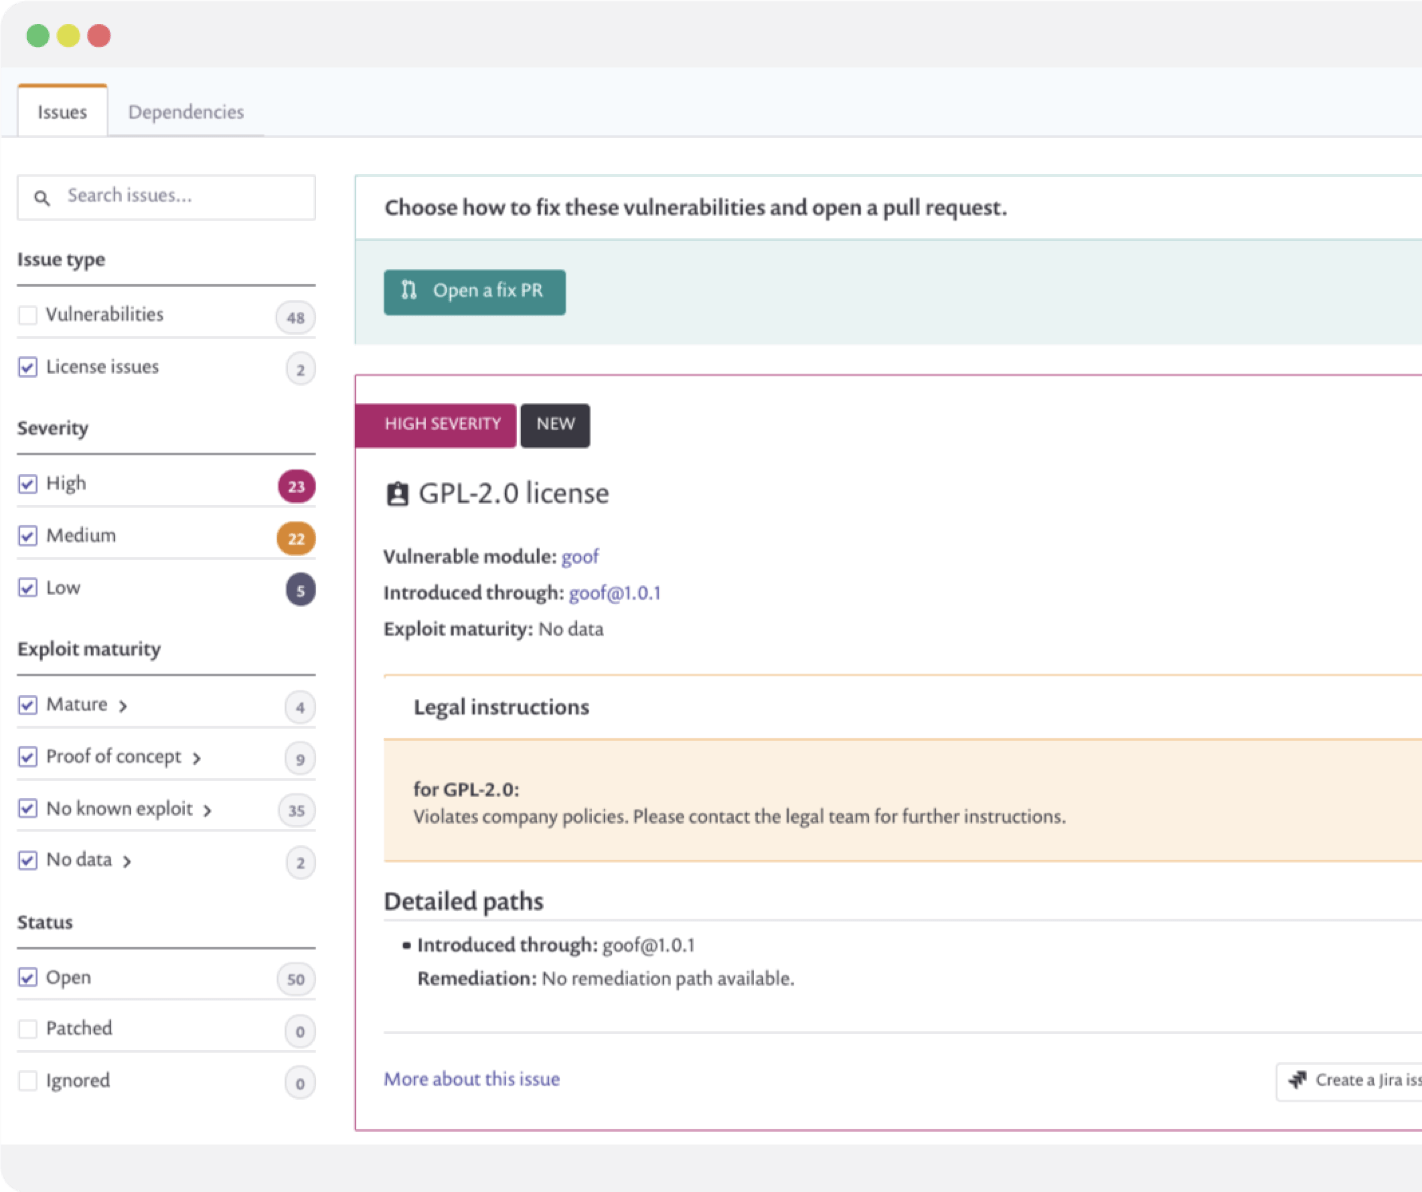 Issues
Dependencies
Search issues...
Issue type
Vulnerabilities 48
License issues 2
Severity
High 23
Medium 22
Low 5
Exploit maturity
Mature 4
Proof of concept 9
No known exploit 35
No data 2
Status
Open 50
Patched 0
Ignored 0
Choose how to fix these vulnerabilities and open a pull request.
Open a fix PR
HIGH SEVERITY NEW
GPL-2.0 license
Vulnerable module: goof
Introduced through: goof@1.0.1
Exploit maturity: No data
Legal instructions
for GPL-2.0:
Violates company policies. Please contact the legal team for further instructions.
Detailed paths
Introduced through: goof@1.0.1
Remediation: No remediation path available.
More about this issue
Create a Jira iss